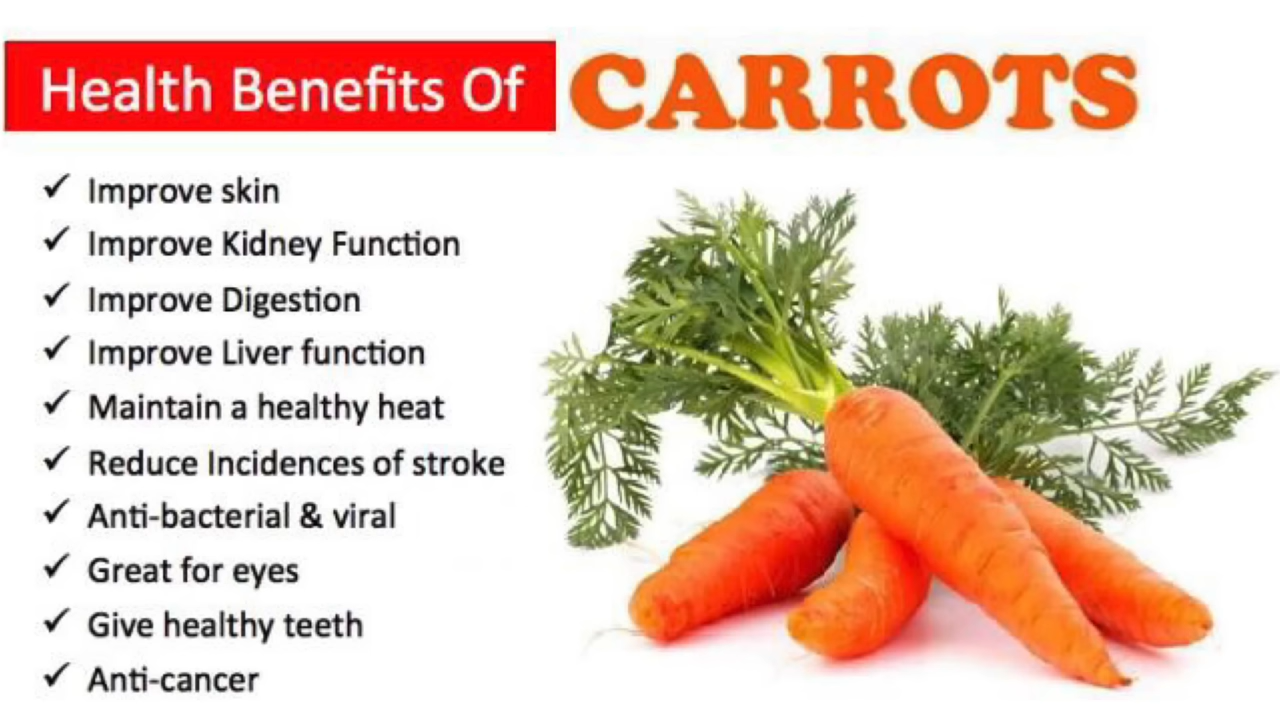 Health Benefits Of CARROTS
✓ Improve skin
✓ Improve Kidney Function
✓ Improve Digestion
✓ Improve Liver function
✓ Maintain a healthy heat
✓ Reduce Incidences of stroke
✓ Anti-bacterial & viral
✓ Great for eyes
✓ Give healthy teeth
✓ Anti-cancer